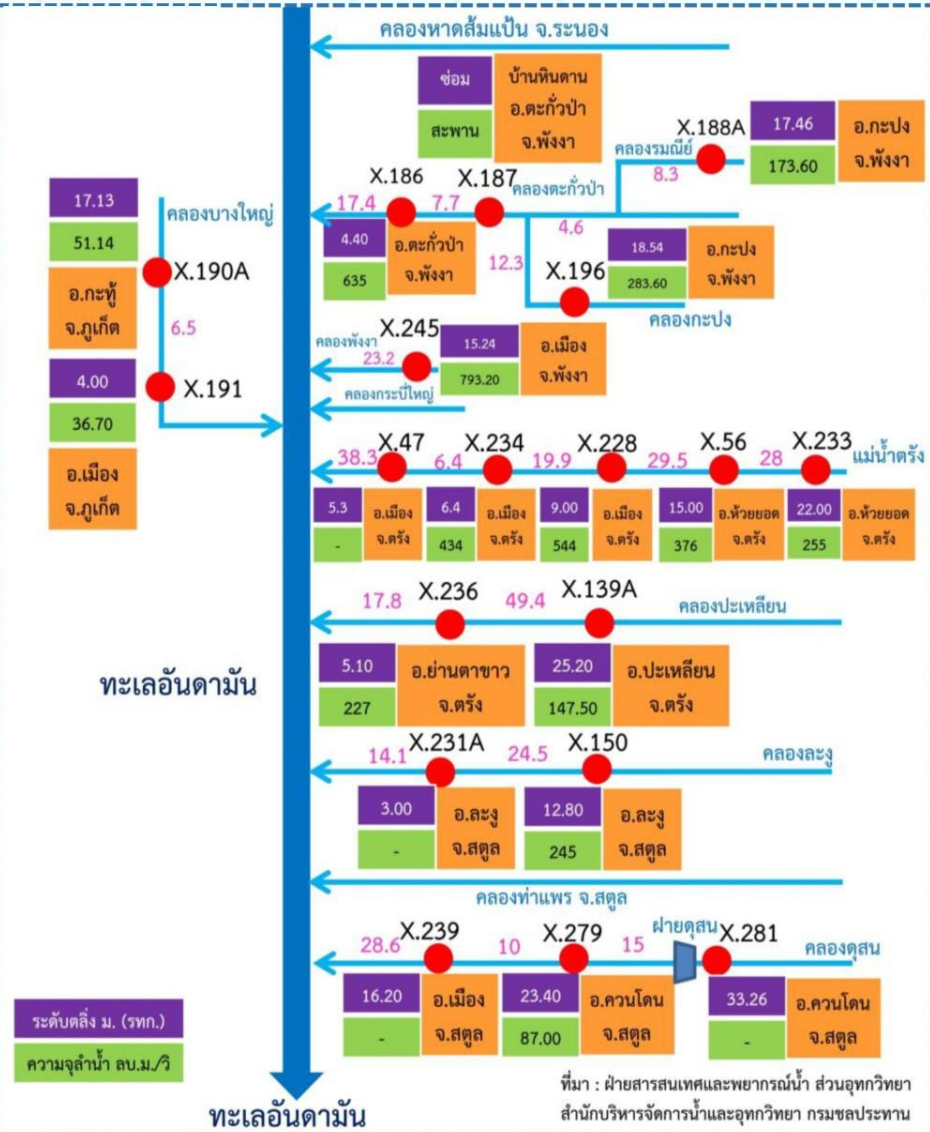 คลองหาดส้มแป้น จ.ระนอง
ซ่อม
สะพาน
บ้านหินดาน
อ.ตะกั่วป่า
จ.พังงา
X.188A
17.46
173.60
อ.กะปง
จ.พังงา
คลองรมณีย์
8.3
X.186
X.187
คลองตะกั่วป่า
17.4
7.7
4.6
4.40
635
อ.ตะกั่วป่า
จ.พังงา
12.3
X.196
18.54
283.60
อ.กะปง
จ.พังงา
คลองกะปง
17.13
51.14
อ.กะทู้
จ.ภูเก็ต
คลองบางใหญ่
X.190A
6.5
4.00
36.70
อ.เมือง
จ.ภูเก็ต
X.191
คลองพังงา
X.245
23.2
15.24
793.20
อ.เมือง
จ.พังงา
คลองกระบี่ใหญ่
X.47
X.234
X.228
X.56
X.233
แม่น้ำตรัง
38.3
6.4
19.9
29.5
28
5.3
-
อ.เมือง
จ.ตรัง
6.4
434
อ.เมือง
จ.ตรัง
9.00
544
อ.เมือง
จ.ตรัง
15.00
376
อ.ห้วยยอด
จ.ตรัง
22.00
255
อ.ห้วยยอด
จ.ตรัง
17.8
X.236
49.4
X.139A
คลองปะเหลียน
5.10
227
อ.ย่านตาขาว
จ.ตรัง
25.20
147.50
อ.ปะเหลียน
จ.ตรัง
ทะเลอันดามัน
14.1
X.231A
24.5
X.150
คลองละงู
3.00
-
อ.ละงู
จ.สตูล
12.80
245
อ.ละงู
จ.สตูล
คลองท่าแพร จ.สตูล
28.6
X.239
10
X.279
15
ฝายดุสน
X.281
คลองดุสน
16.20
-
อ.เมือง
จ.สตูล
23.40
87.00
อ.ควนโดน
จ.สตูล
33.26
-
อ.ควนโดน
จ.สตูล
ระดับตลิ่ง ม. (รทก.)
ความจุลำน้ำ ลบ.ม./วิ
ทะเลอันดามัน
ที่มา : ฝ่ายสารสนเทศและพยากรณ์น้ำ ส่วนอุทกวิทยา
สำนักบริหารจัดการน้ำและอุทกวิทยา กรมชลประทาน